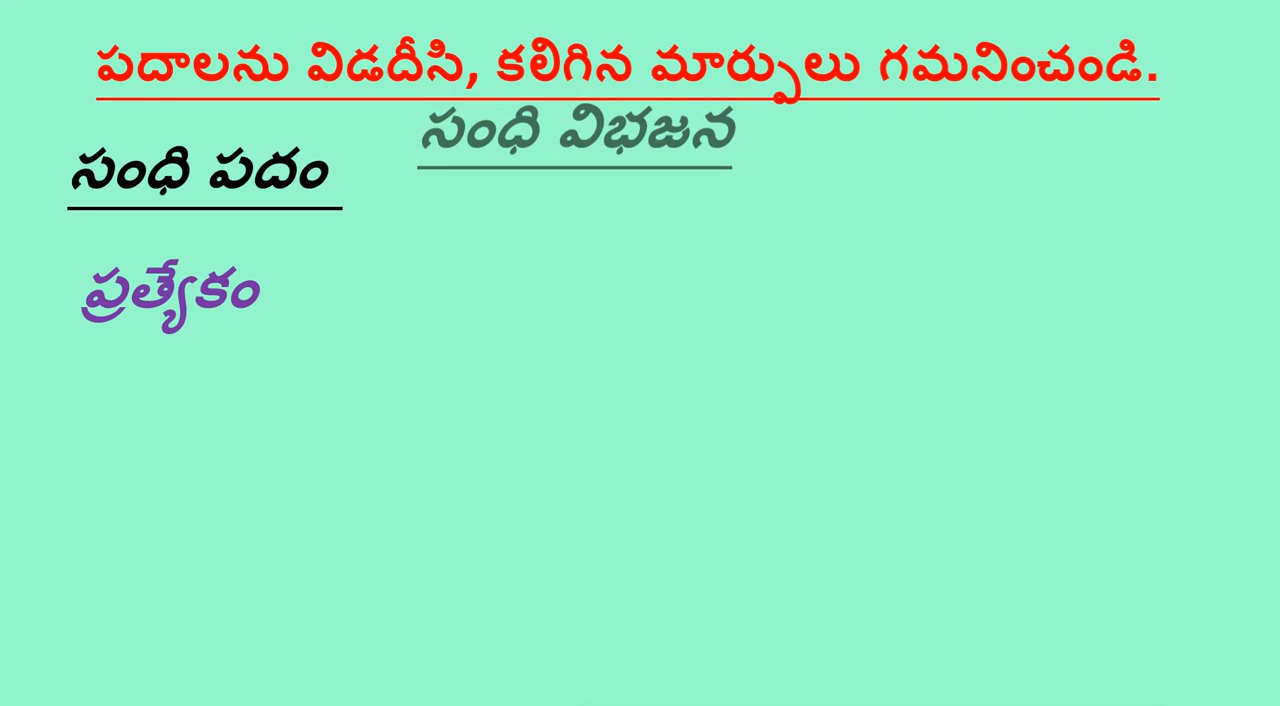 పదాలను విడదీసి, కలిగిన మార్పులు గమనించండి.
సంధి పదం
సంధి విభజన
ప్రత్యేకం